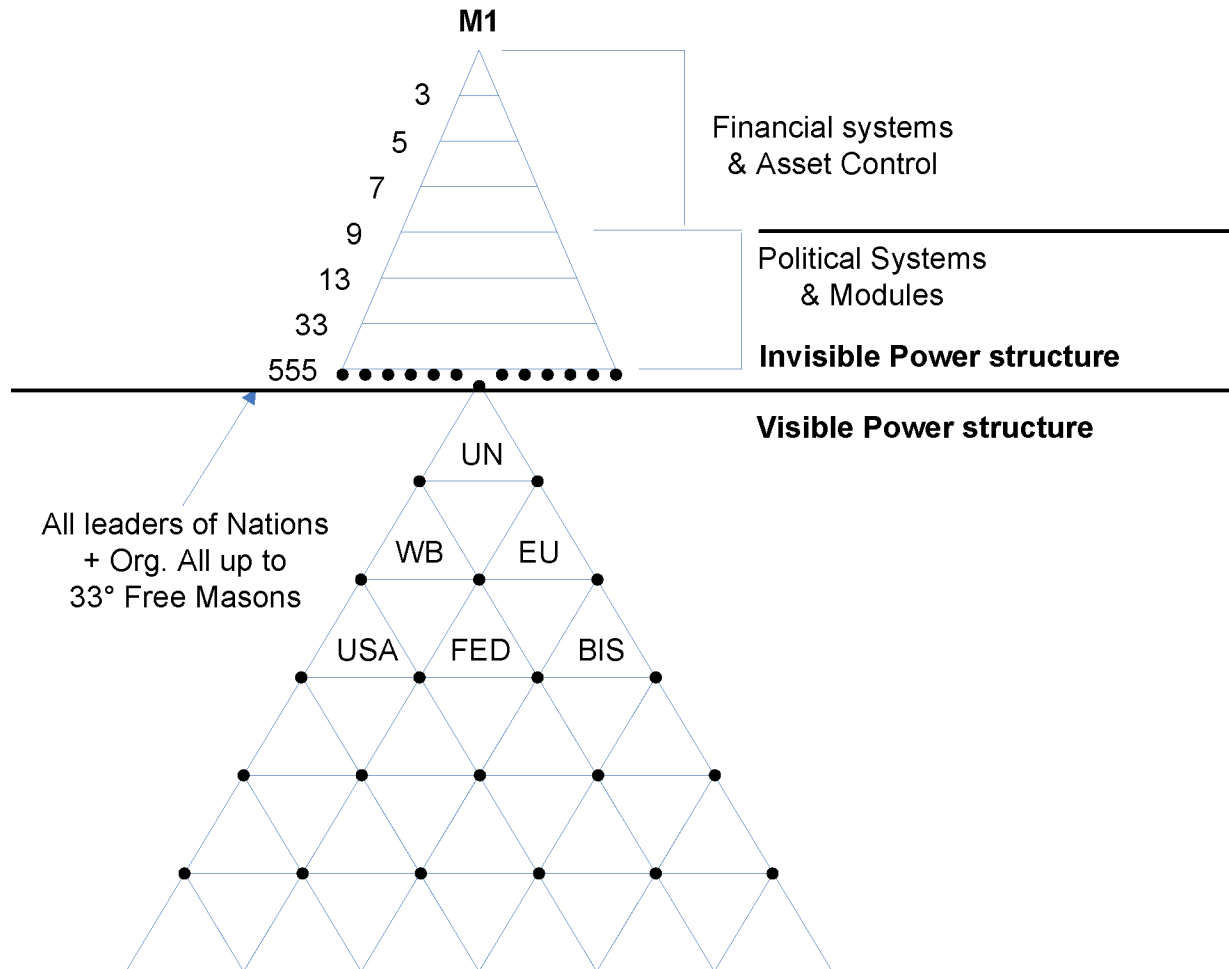 M1
3
5
7
9
13
33
555
Financial systems
& Asset Control
Political Systems
& Modules
Invisible Power structure
Visible Power structure
All leaders of Nations
+ Org. All up to
33° Free Masons
UN
WB EU
USA FED BIS